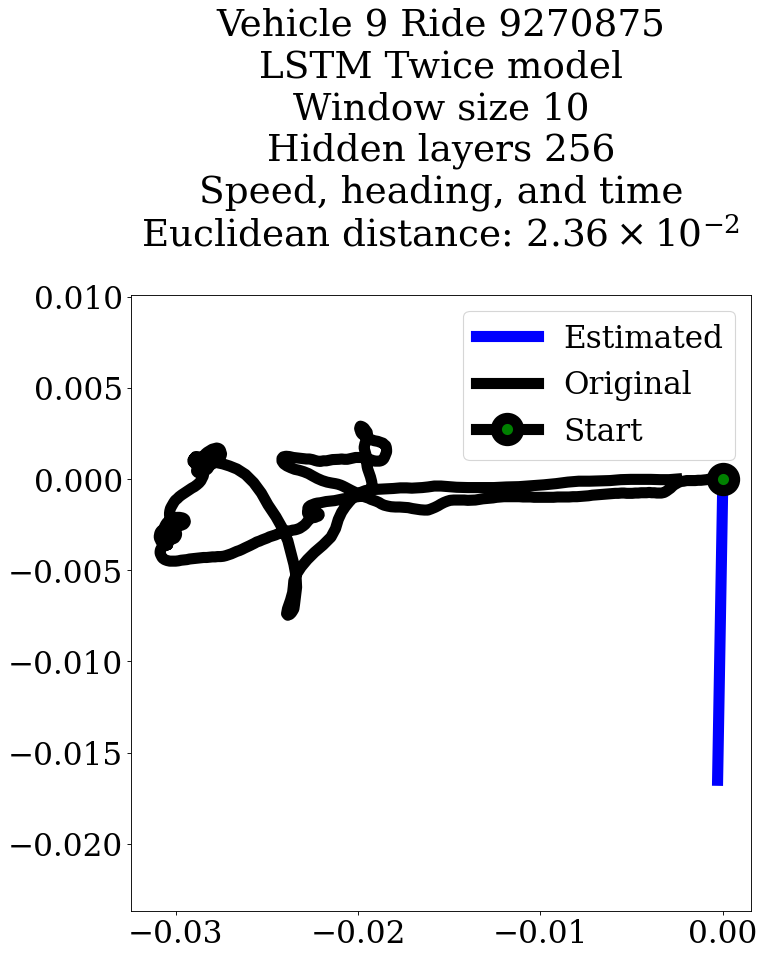 Vehicle 9 Ride 9270875
LSTM Twice model
Window size 10
Hidden layers 256
Speed, heading, and time
Euclidean distance: 2.36 × 10⁻²
Estimated
Original
Start
0.010
0.005
0.000
−0.005
−0.010
−0.015
−0.020
−0.03
−0.02
−0.01
0.00